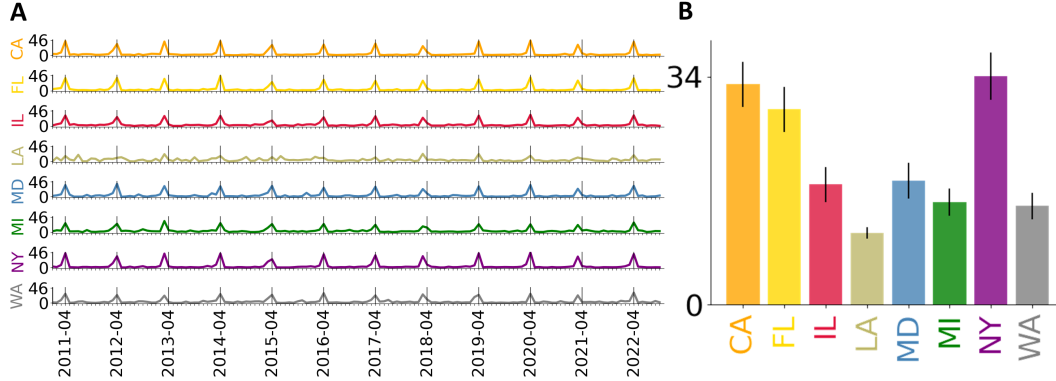 A
CA 46 0
FL 46 0
IL 46 0
LA 46 0
MD 46 0
MI 46 0
NY 46 0
WA 46 0
2011-04 2012-04 2013-04 2014-04 2015-04 2016-04 2017-04 2018-04 2019-04 2020-04 2021-04 2022-04
B
34
0
CA FL IL LA MD MI NY WA